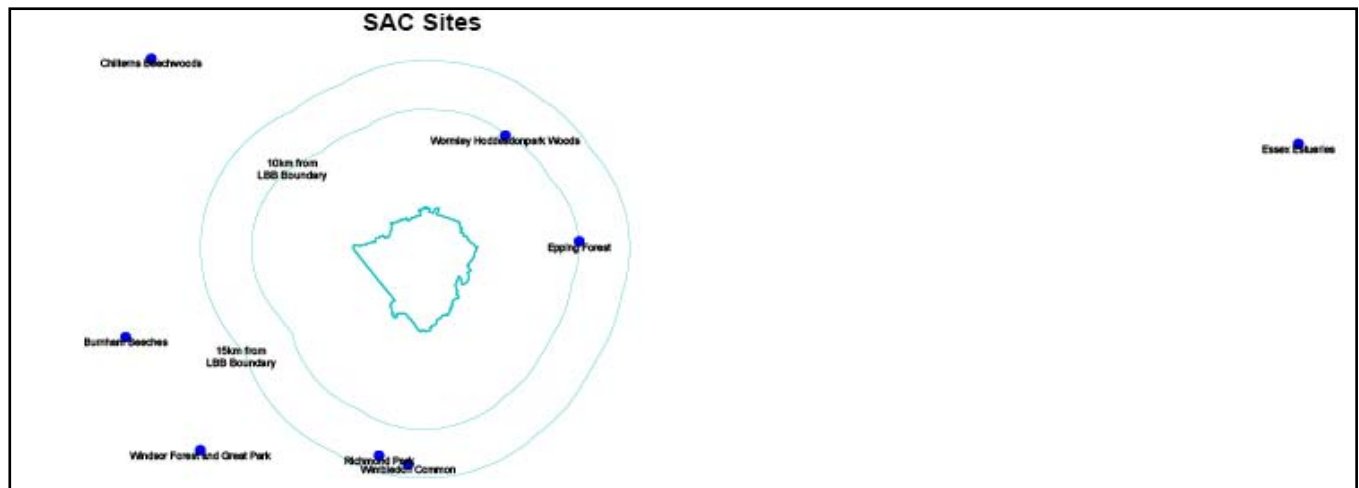 SAC Sites
Chilterns Beechwoods
Wormley Hoddesdonpark Woods
Essex Estuaries
10km from
LBB Boundary
Epping Forest
Burnham Beeches
15km from
LBB Boundary
Windsor Forest and Great Park
Richmond Park
Wimbledon Common